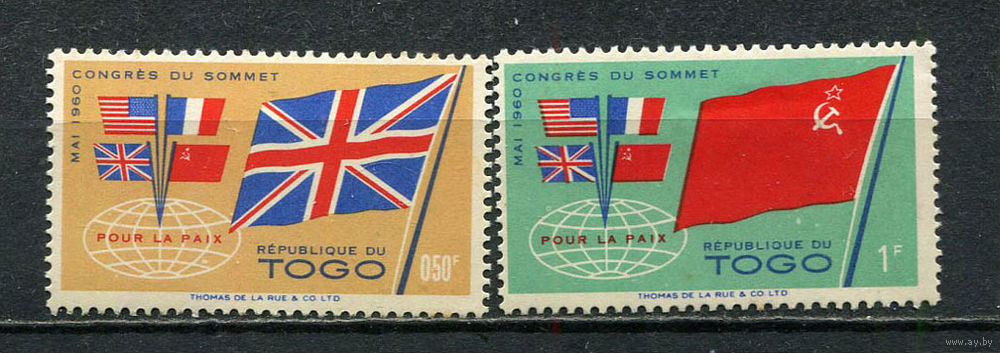 CONGRÈS DU SOMMET
MAI 1960
POUR LA PAIX
RÉPUBLIQUE DU
TOGO
0,50F
THOMAS DE LA RUE & CO. LTD
CONGRÈS DU SOMMET
MAI 1960
POUR LA PAIX
RÉPUBLIQUE DU
TOGO
1F
THOMAS DE LA RUE & CO. LTD
www.ay.by